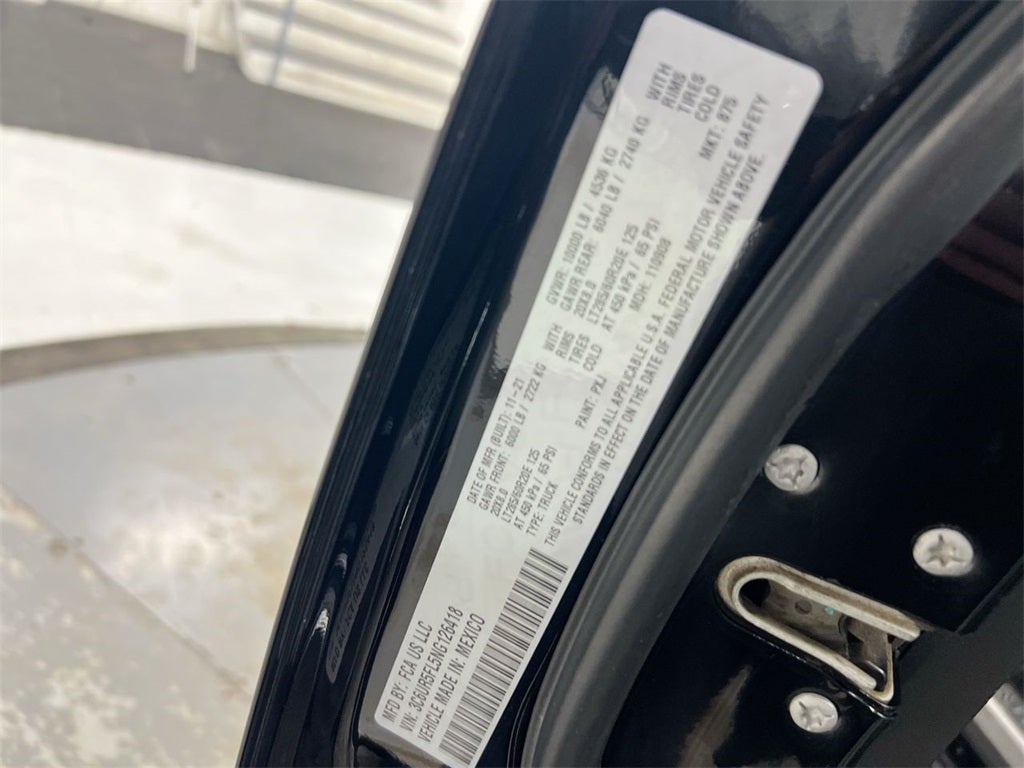 MFD BY: FCA US LLC
VIN: 3C6UR5FL5NG126418
VEHICLE MADE IN: MEXICO
DATE OF MFR (BUILT): 11-21
GAWR FRONT: 6000 LB / 2722 KG
20X8.0
LT285/60R20E 125
AT 450 kPa / 65 PSI
TYPE: TRUCK
WITH
RIMS
TIRES
COLD
PAINT: PXJ
GVWR: 10000 LB / 4536 KG
GAWR REAR: 6040 LB / 2740 KG
20X8.0
LT285/60R20E 125
AT 450 kPa / 65 PSI
MDH: 110908
WITH
RIMS
TIRES
COLD
MKT: 875
THIS VEHICLE CONFORMS TO ALL APPLICABLE U.S.A. FEDERAL MOTOR VEHICLE SAFETY
STANDARDS IN EFFECT ON THE DATE OF MANUFACTURE SHOWN ABOVE.